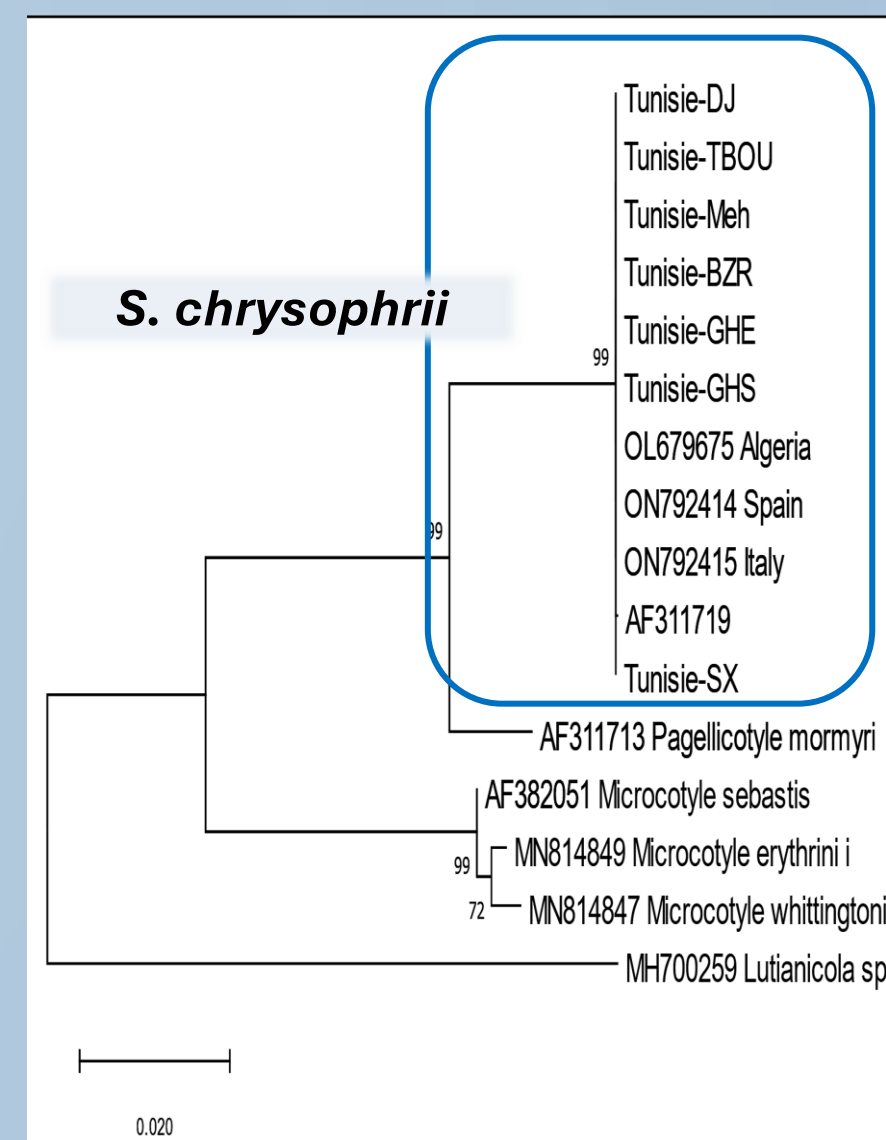 Tunisie-DJ
Tunisie-TBOU
Tunisie-Meh
Tunisie-BZR
S. chrysophrii
Tunisie-GHE
99
Tunisie-GHS
OL679675 Algeria
ON792414 Spain
99
ON792415 Italy
AF311719
Tunisie-SX
AF311713 Pagellicotyle mormyri
AF382051 Microcotyle sebastis
MN814849 Microcotyle erythrini i
99
72
MN814847 Microcotyle whittingtoni
MH700259 Lutianicola sp
0.020